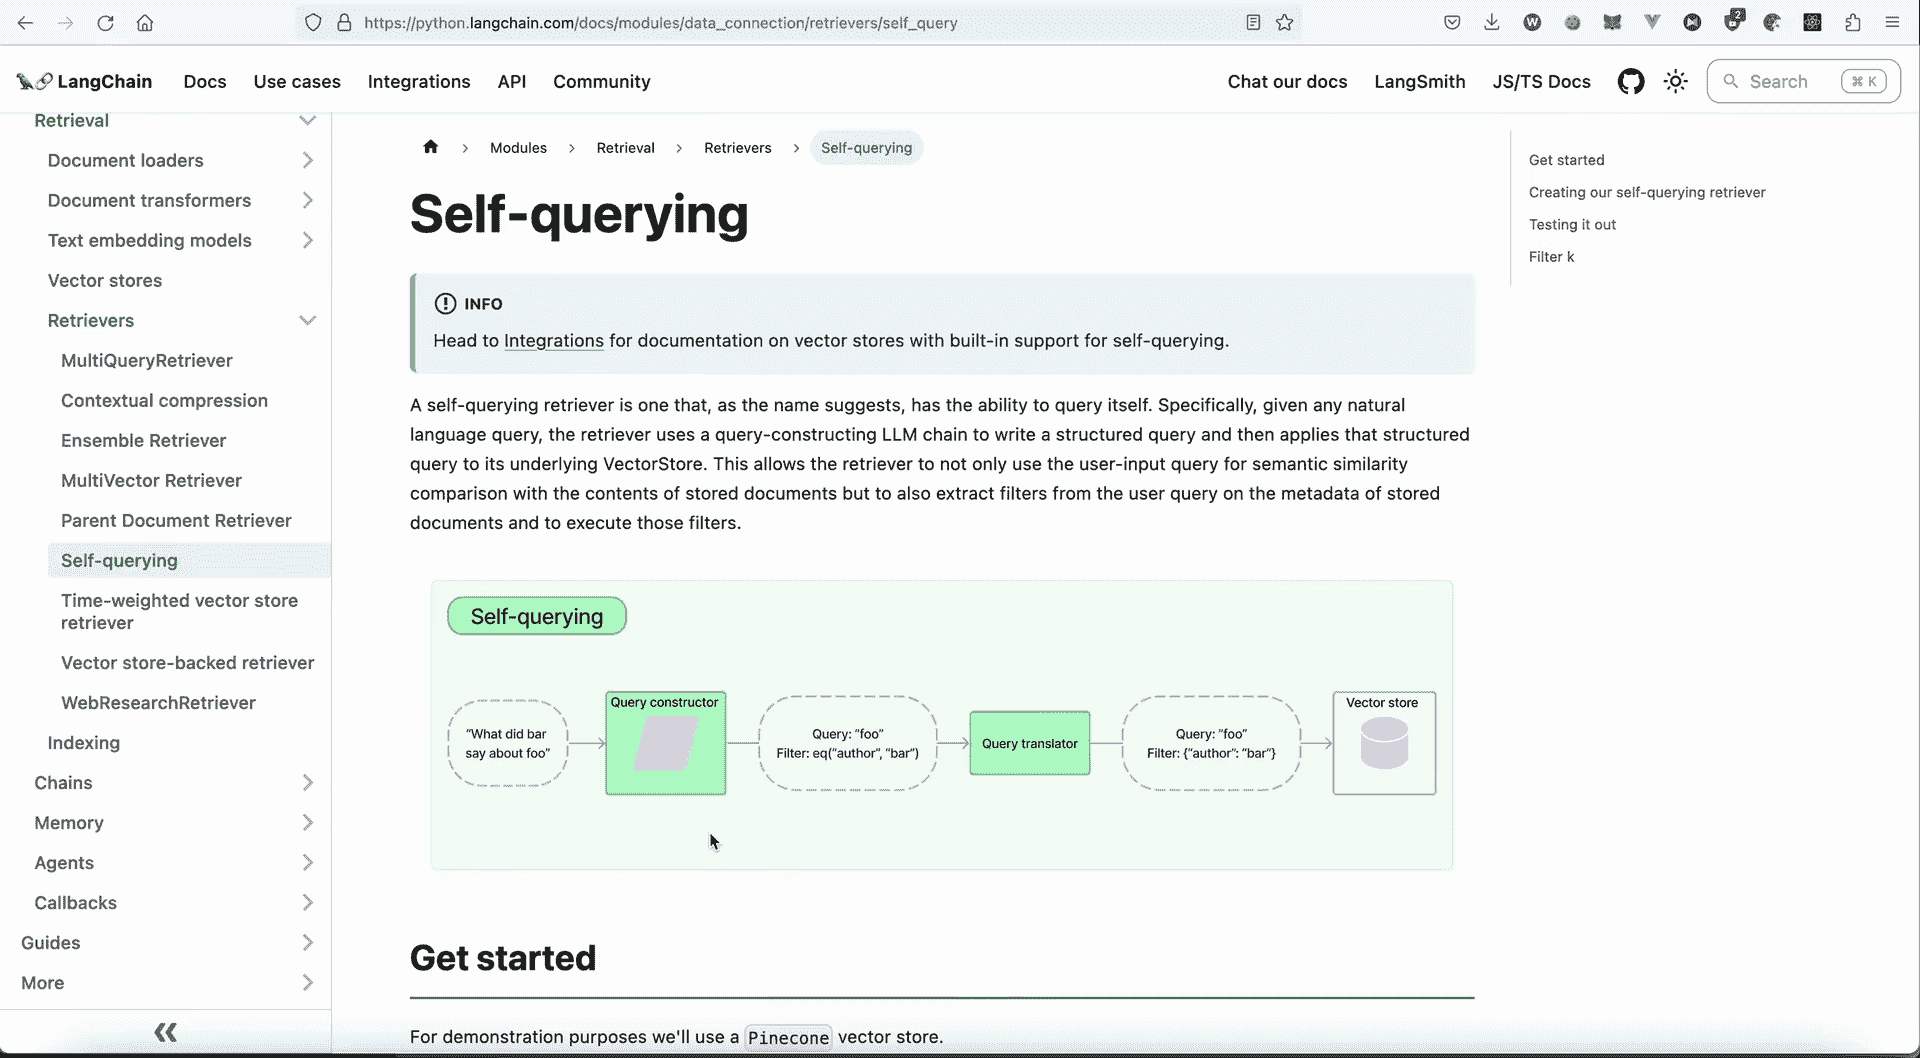 https://python.langchain.com/docs/modules/data_connection/retrievers/self_query
W
2
LangChain
Docs
Use cases
Integrations
API
Community
Chat our docs
LangSmith
JS/TS Docs
Search
⌘ K
Retrieval
Document loaders
Document transformers
Text embedding models
Vector stores
Retrievers
MultiQueryRetriever
Contextual compression
Ensemble Retriever
MultiVector Retriever
Parent Document Retriever
Self-querying
Time-weighted vector store
retriever
Vector store-backed retriever
WebResearchRetriever
Indexing
Chains
Memory
Agents
Callbacks
Guides
More
Modules
Retrieval
Retrievers
Self-querying
Self-querying
INFO
Head to Integrations for documentation on vector stores with built-in support for self-querying.
A self-querying retriever is one that, as the name suggests, has the ability to query itself. Specifically, given any natural
language query, the retriever uses a query-constructing LLM chain to write a structured query and then applies that structured
query to its underlying VectorStore. This allows the retriever to not only use the user-input query for semantic similarity
comparison with the contents of stored documents but to also extract filters from the user query on the metadata of stored
documents and to execute those filters.
Self-querying
“What did bar
say about foo”
Query constructor
Query: “foo”
Filter: eq(“author”, “bar”)
Query translator
Query: “foo”
Filter: {“author”: “bar”}
Vector store
Get started
For demonstration purposes we'll use a Pinecone vector store.
Get started
Creating our self-querying retriever
Testing it out
Filter k